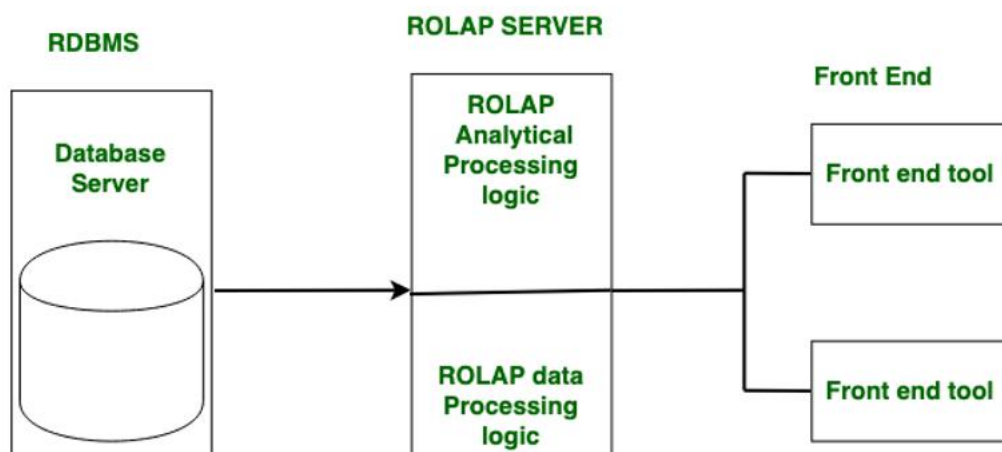 RDBMS
Database
Server
ROLAP SERVER
ROLAP
Analytical
Processing
logic
ROLAP data
Processing
logic
Front End
Front end tool
Front end tool